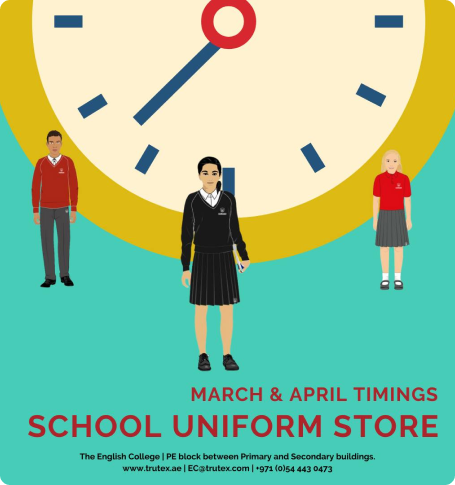 MARCH & APRIL TIMINGS
SCHOOL UNIFORM STORE
The English College | PE block between Primary and Secondary buildings.
www.trutex.ae | EC@trutex.com | +971 (0)54 443 0473